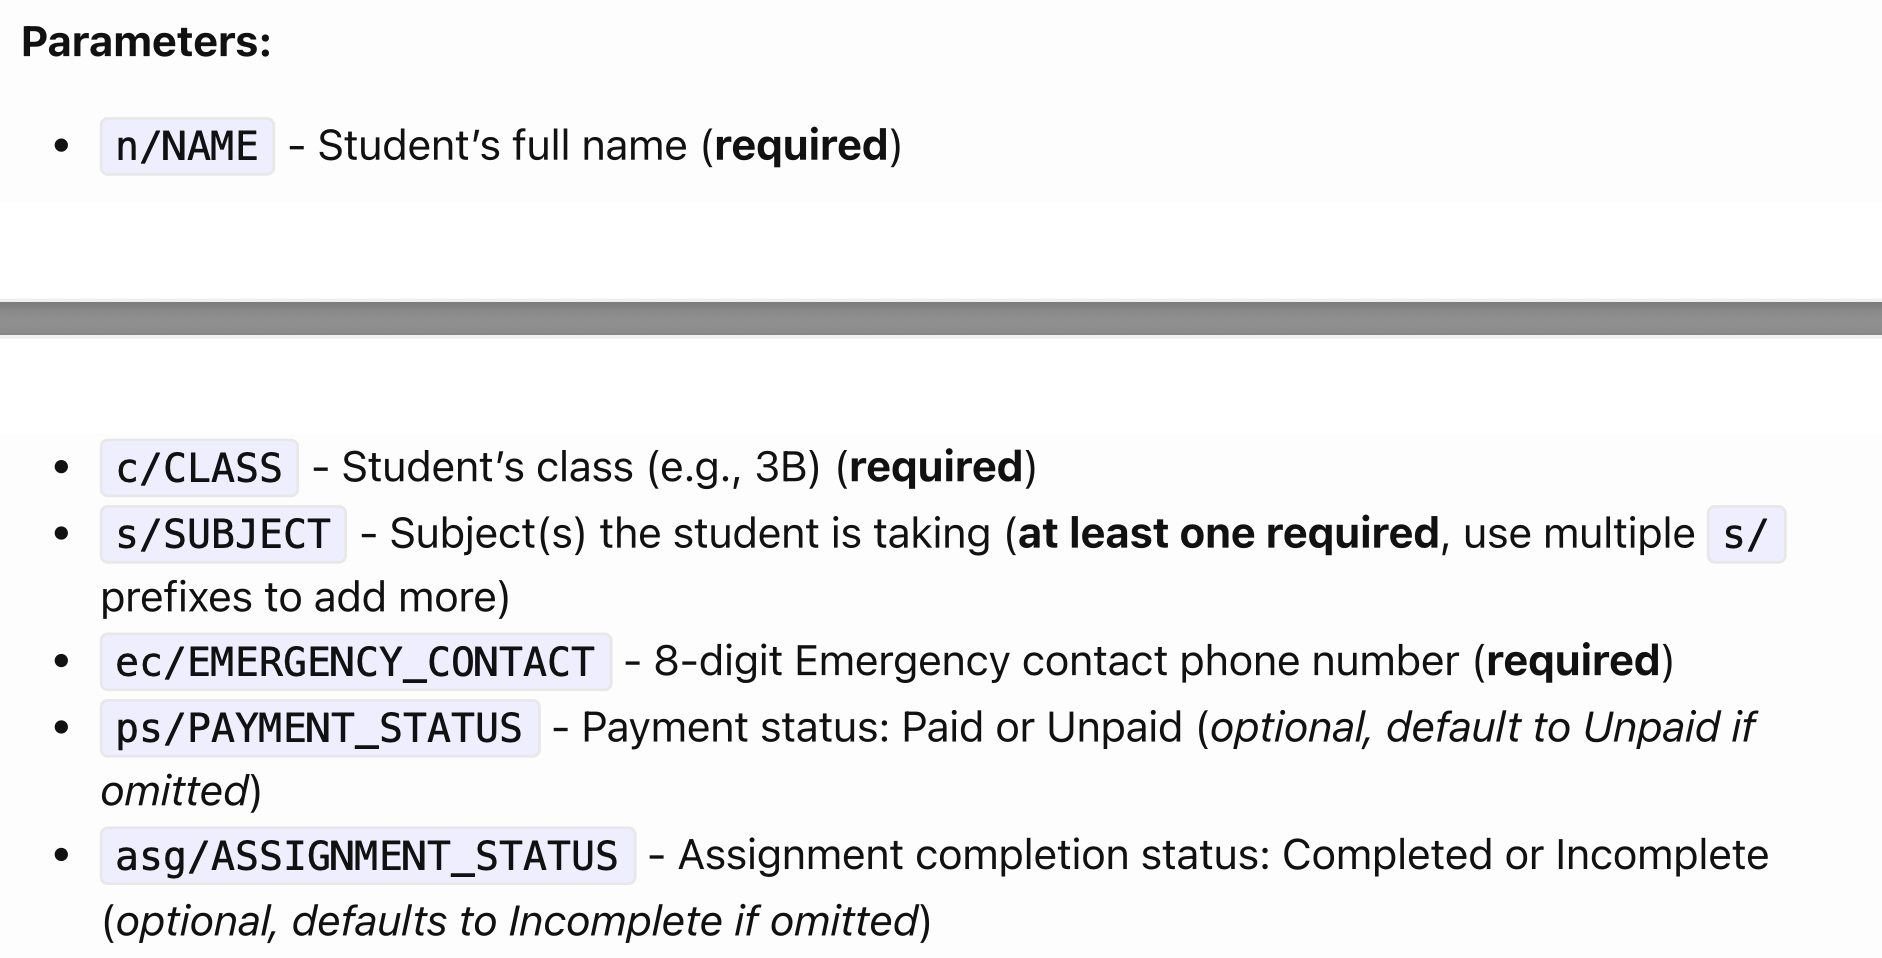 Parameters:
• n/NAME - Student’s full name (required)
• c/CLASS - Student’s class (e.g., 3B) (required)
• s/SUBJECT - Subject(s) the student is taking (at least one required, use multiple s/
prefixes to add more)
• ec/EMERGENCY_CONTACT - 8-digit Emergency contact phone number (required)
• ps/PAYMENT_STATUS - Payment status: Paid or Unpaid (optional, default to Unpaid if
omitted)
• asg/ASSIGNMENT_STATUS - Assignment completion status: Completed or Incomplete
(optional, defaults to Incomplete if omitted)